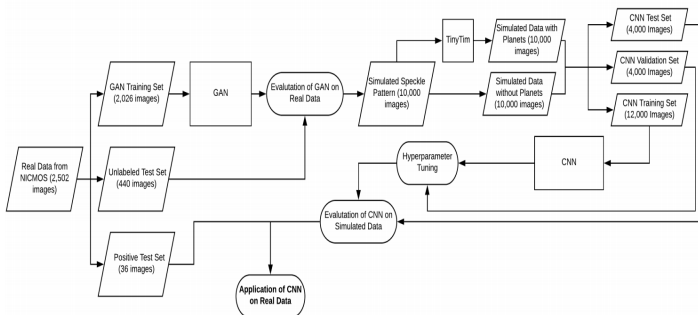 Real Data from
NICMOS (2,502
images)
GAN Training Set
(2,026 images)
Unlabeled Test Set
(440 images)
Positive Test Set
(36 images)
GAN
Evalutation of GAN on
Real Data
Simulated Speckle
Pattern (10,000
images)
TinyTim
Simulated Data with
Planets (10,000
images)
Simulated Data
without Planets
(10,000 images)
CNN Test Set
(4,000 Images)
CNN Validation Set
(4,000 Images)
CNN Training Set
(12,000 Images)
CNN
Hyperparameter
Tuning
Evalutation of CNN on
Simulated Data
Application of CNN
on Real Data